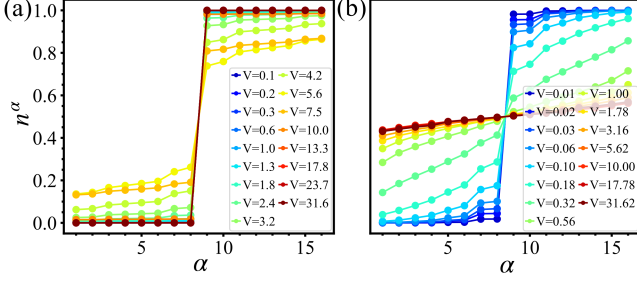 (a)
(b)
1.0
0.8
0.6
0.4
0.2
0.0
n^α
V=0.1 V=4.2
V=0.2 V=5.6
V=0.3 V=7.5
V=0.6 V=10.0
V=1.0 V=13.3
V=1.3 V=17.8
V=1.8 V=23.7
V=2.4 V=31.6
V=3.2
V=0.01 V=1.00
V=0.02 V=1.78
V=0.03 V=3.16
V=0.06 V=5.62
V=0.10 V=10.00
V=0.18 V=17.78
V=0.32 V=31.62
V=0.56
5 10 15
5 10 15
α
α